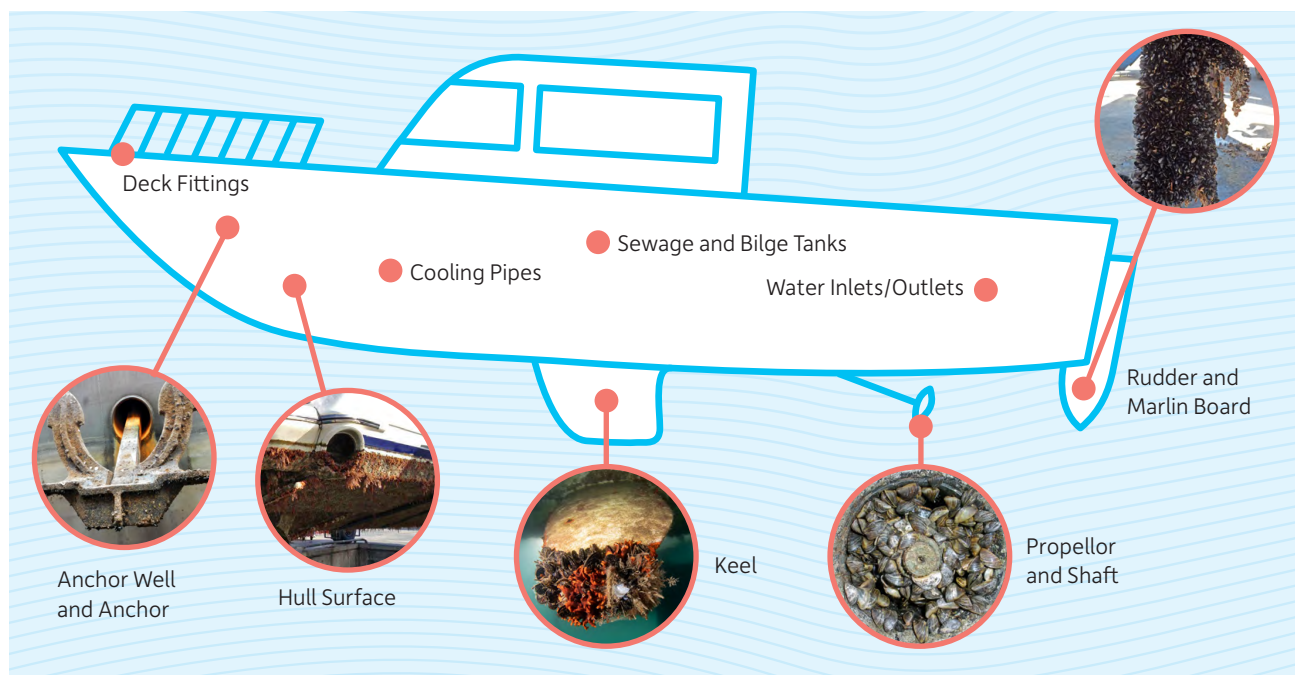 Deck Fittings
Sewage and Bilge Tanks
Cooling Pipes
Water Inlets/Outlets
Rudder and
Marlin Board
Anchor Well
and Anchor
Hull Surface
Keel
Propellor
and Shaft